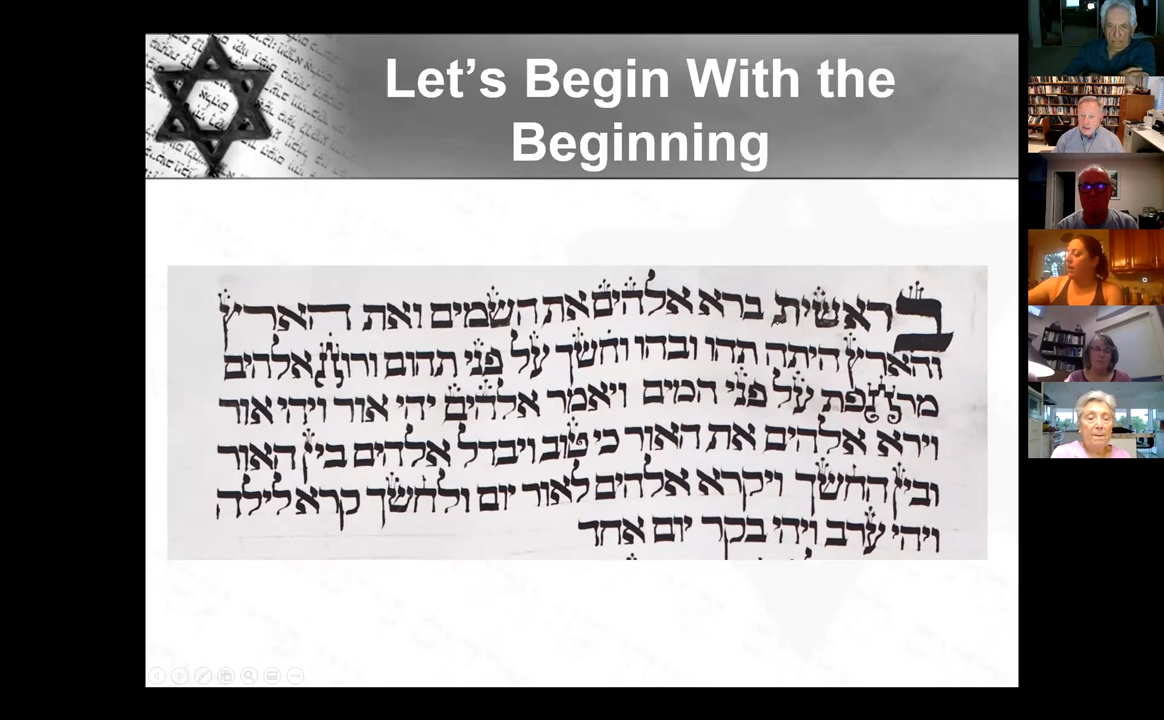 Let's Begin With the
Beginning
בראשית ברא אלהים את השמים ואת הארץ
והארץ היתה תהו ובהו וחשך על פני תהום ורוח אלהים
מרחפת על פני המים ויאמר אלהים יהי אור ויהי אור
וירא אלהים את האור כי טוב ויבדל אלהים בין האור
ובין החשך ויקרא אלהים לאור יום ולחשך קרא לילה
ויהי ערב ויהי בקר יום אחד